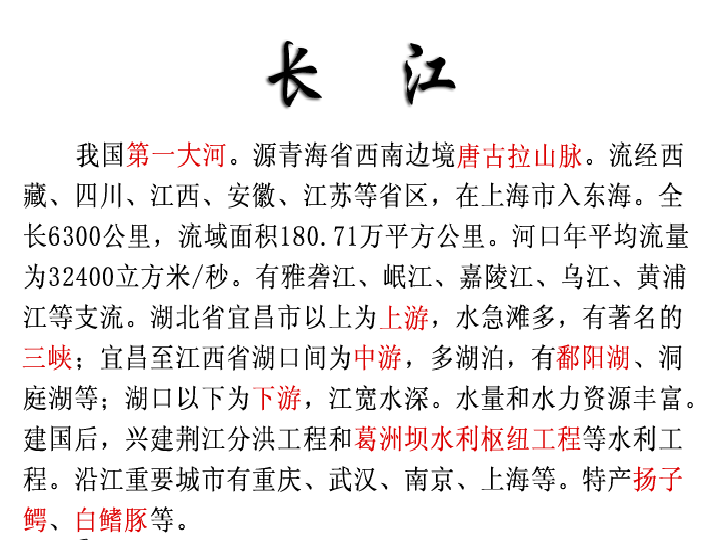 长 江
我国第一大河。源青海省西南边境唐古拉山脉。流经西
藏、四川、江西、安徽、江苏等省区，在上海市入东海。全
长6300公里，流域面积180.71万平方公里。河口年平均流量
为32400立方米/秒。有雅砻江、岷江、嘉陵江、乌江、黄浦
江等支流。湖北省宜昌市以上为上游，水急滩多，有著名的
三峡；宜昌至江西省湖口间为中游，多湖泊，有鄱阳湖、洞
庭湖等；湖口以下为下游，江宽水深。水量和水力资源丰富。
建国后，兴建荆江分洪工程和葛洲坝水利枢纽工程等水利工
程。沿江重要城市有重庆、武汉、南京、上海等。特产扬子
鳄、白鳍豚等。